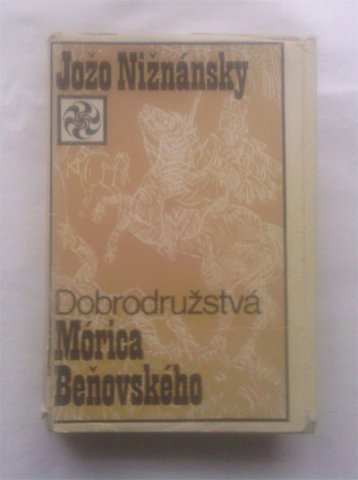 Jožo Nižnánsky
Dobrodružstvá
Mórica
Beňovského